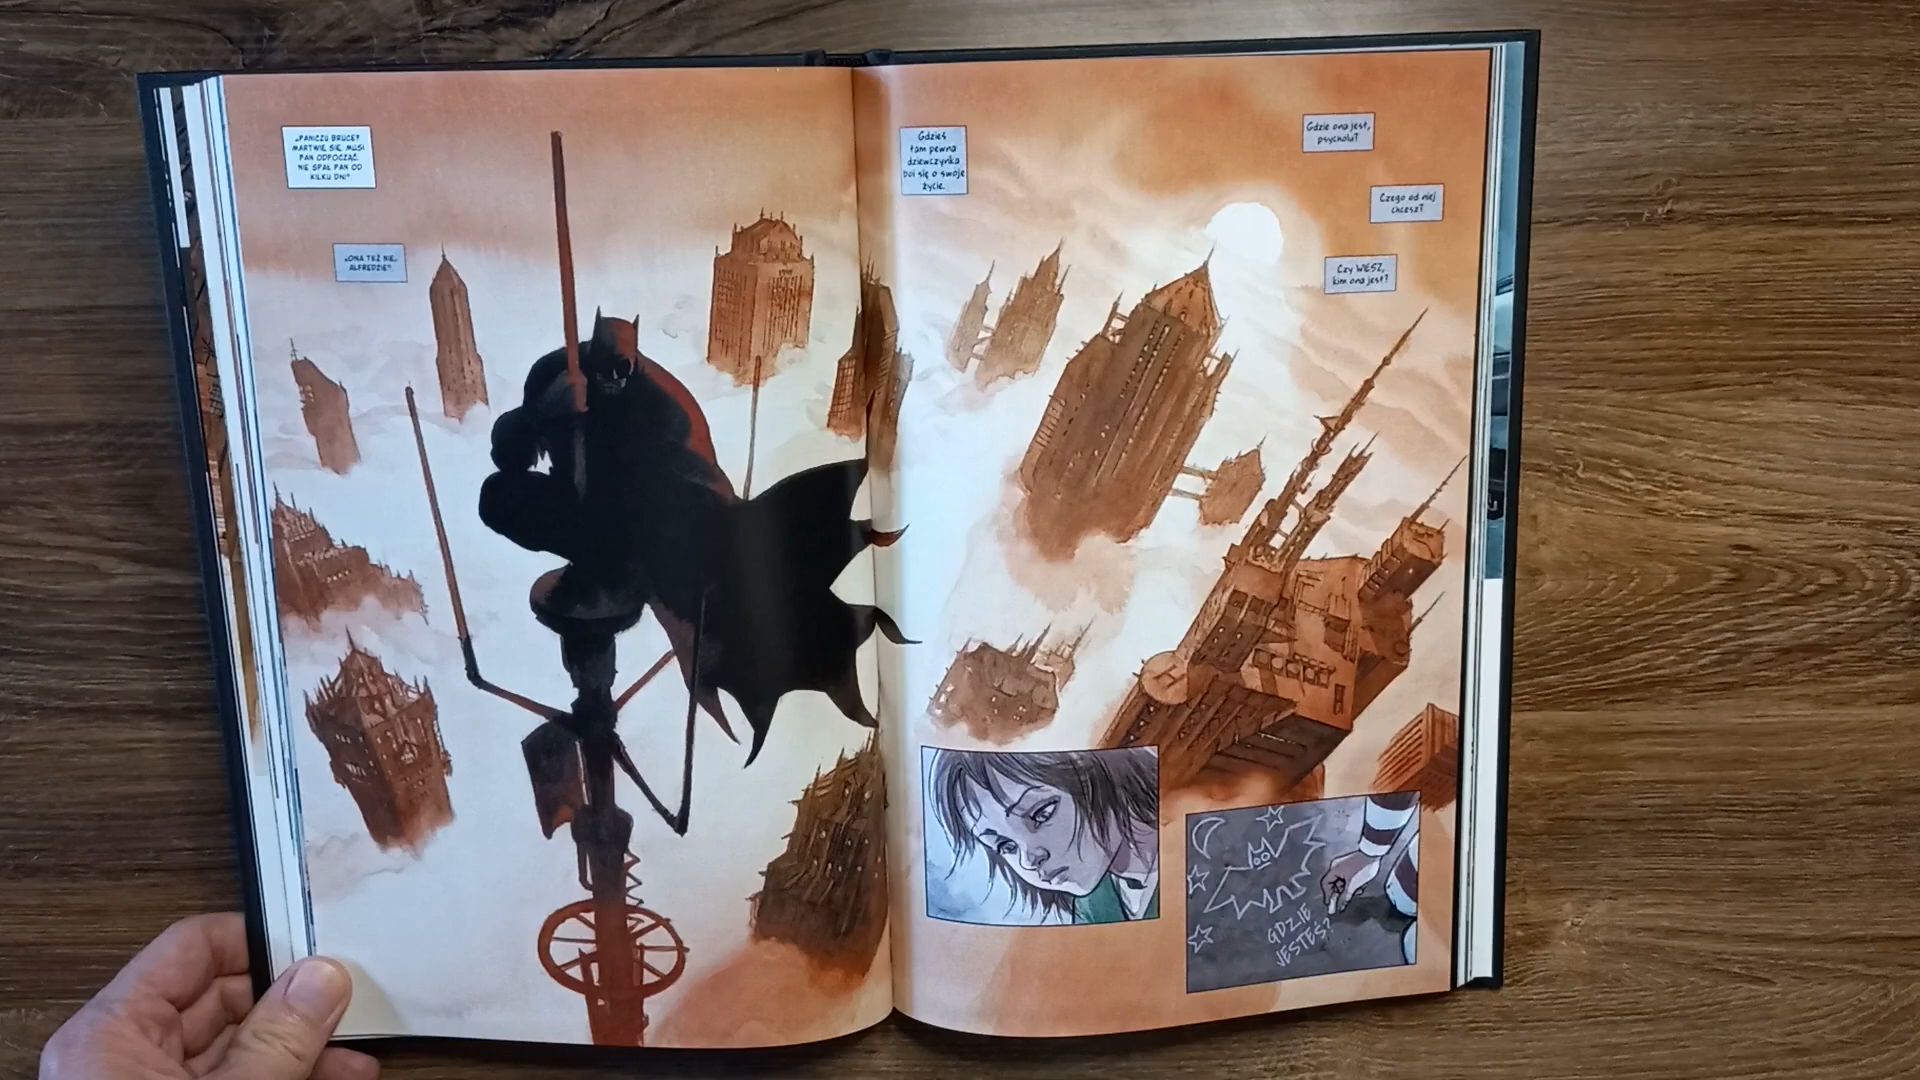 „PANICZU BRUCE?
MARTWIĘ SIĘ. MUSI
PAN ODPOCZĄĆ.
NIE SPAŁ PAN OD
KILKU DNI”.
„ONA TEŻ NIE,
ALFREDZIE”.
Gdzieś
tam pewna
dziewczynka
boi się o swoje
życie.
Gdzie ona jest,
psycholu?
Czego od niej
chcesz?
Czy WIESZ,
kim ona jest?
GDZIE
JESTEŚ?